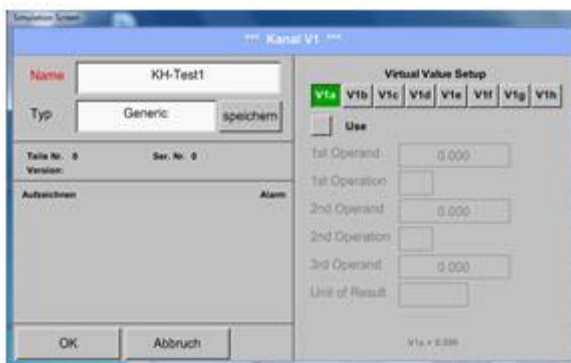 Simulation Screen
*** Kanal V1 ***
Name KH-Test1
Typ Generic speichern
Teile Nr. 0 Ser. Nr. 0
Version:
Aufzeichnen Alarm
OK Abbruch
Virtual Value Setup
V1a V1b V1c V1d V1e V1f V1g V1h
Use
1st Operand 0.000
1st Operation
2nd Operand 0.000
2nd Operation
3rd Operand 0.000
Unit of Result
V1a = 0.000